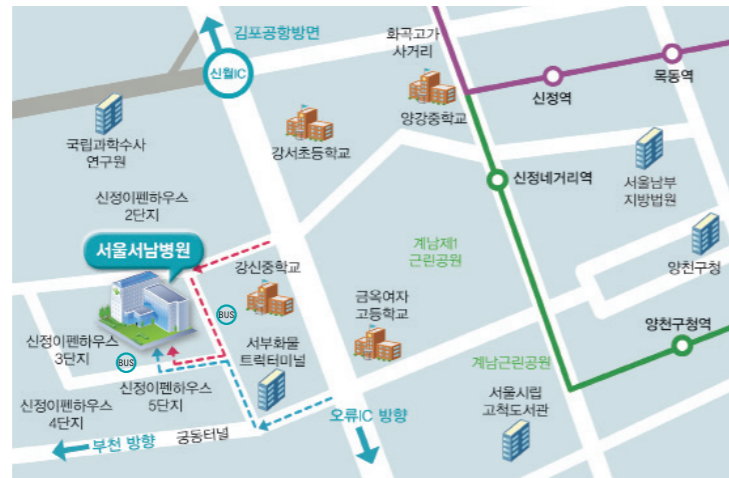 김포공항방면
화곡고가
사거리
신월IC
목동역
신정역
양강중학교
국립과학수사
연구원
강서초등학교
신정네거리역
서울남부
지방법원
신정이펜하우스
2단지
서울서남병원
계남제1
근린공원
강신중학교
양천구청
금옥여자
고등학교
BUS
양천구청역
신정이펜하우스
3단지
BUS
서부화물
트럭터미널
계남근린공원
신정이펜하우스
5단지
서울시립
고척도서관
신정이펜하우스
4단지
오류IC 방향
부천 방향
궁동터널